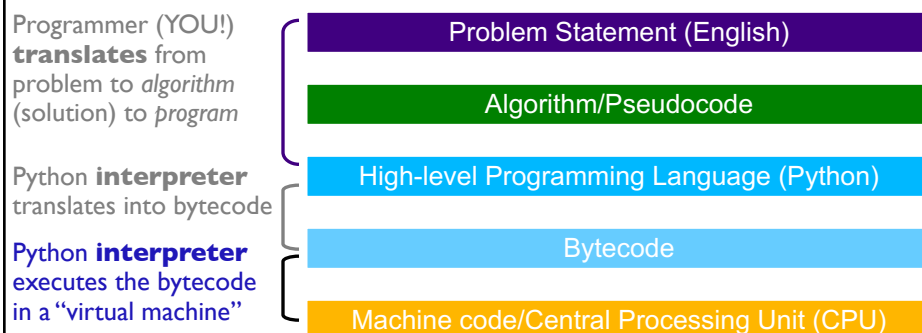 Programmer (YOU!)
translates from
problem to algorithm
(solution) to program
Problem Statement (English)
Algorithm/Pseudocode
High-level Programming Language (Python)
Python interpreter
translates into bytecode
Bytecode
Python interpreter
executes the bytecode
in a “virtual machine”
Machine code/Central Processing Unit (CPU)